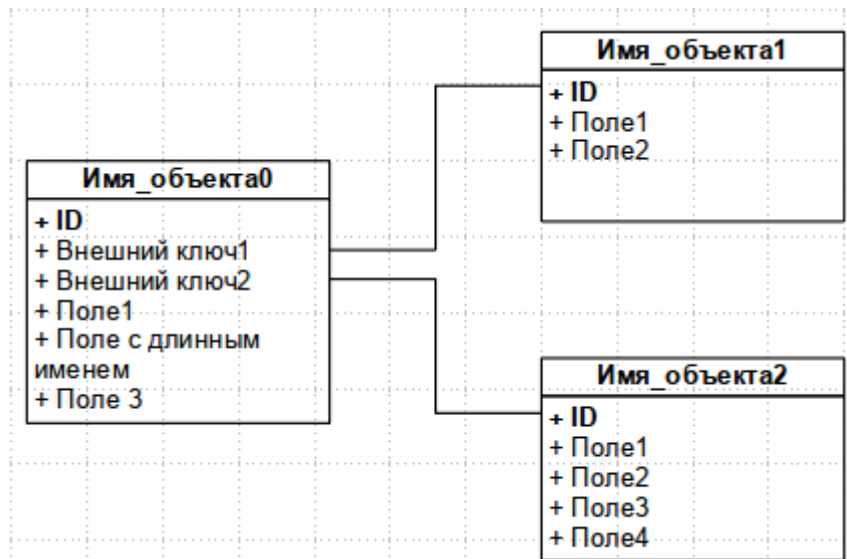 Имя_объекта0
+ ID
+ Внешний ключ1
+ Внешний ключ2
+ Поле1
+ Поле с длинным
именем
+ Поле 3
Имя_объекта1
+ ID
+ Поле1
+ Поле2
Имя_объекта2
+ ID
+ Поле1
+ Поле2
+ Поле3
+ Поле4